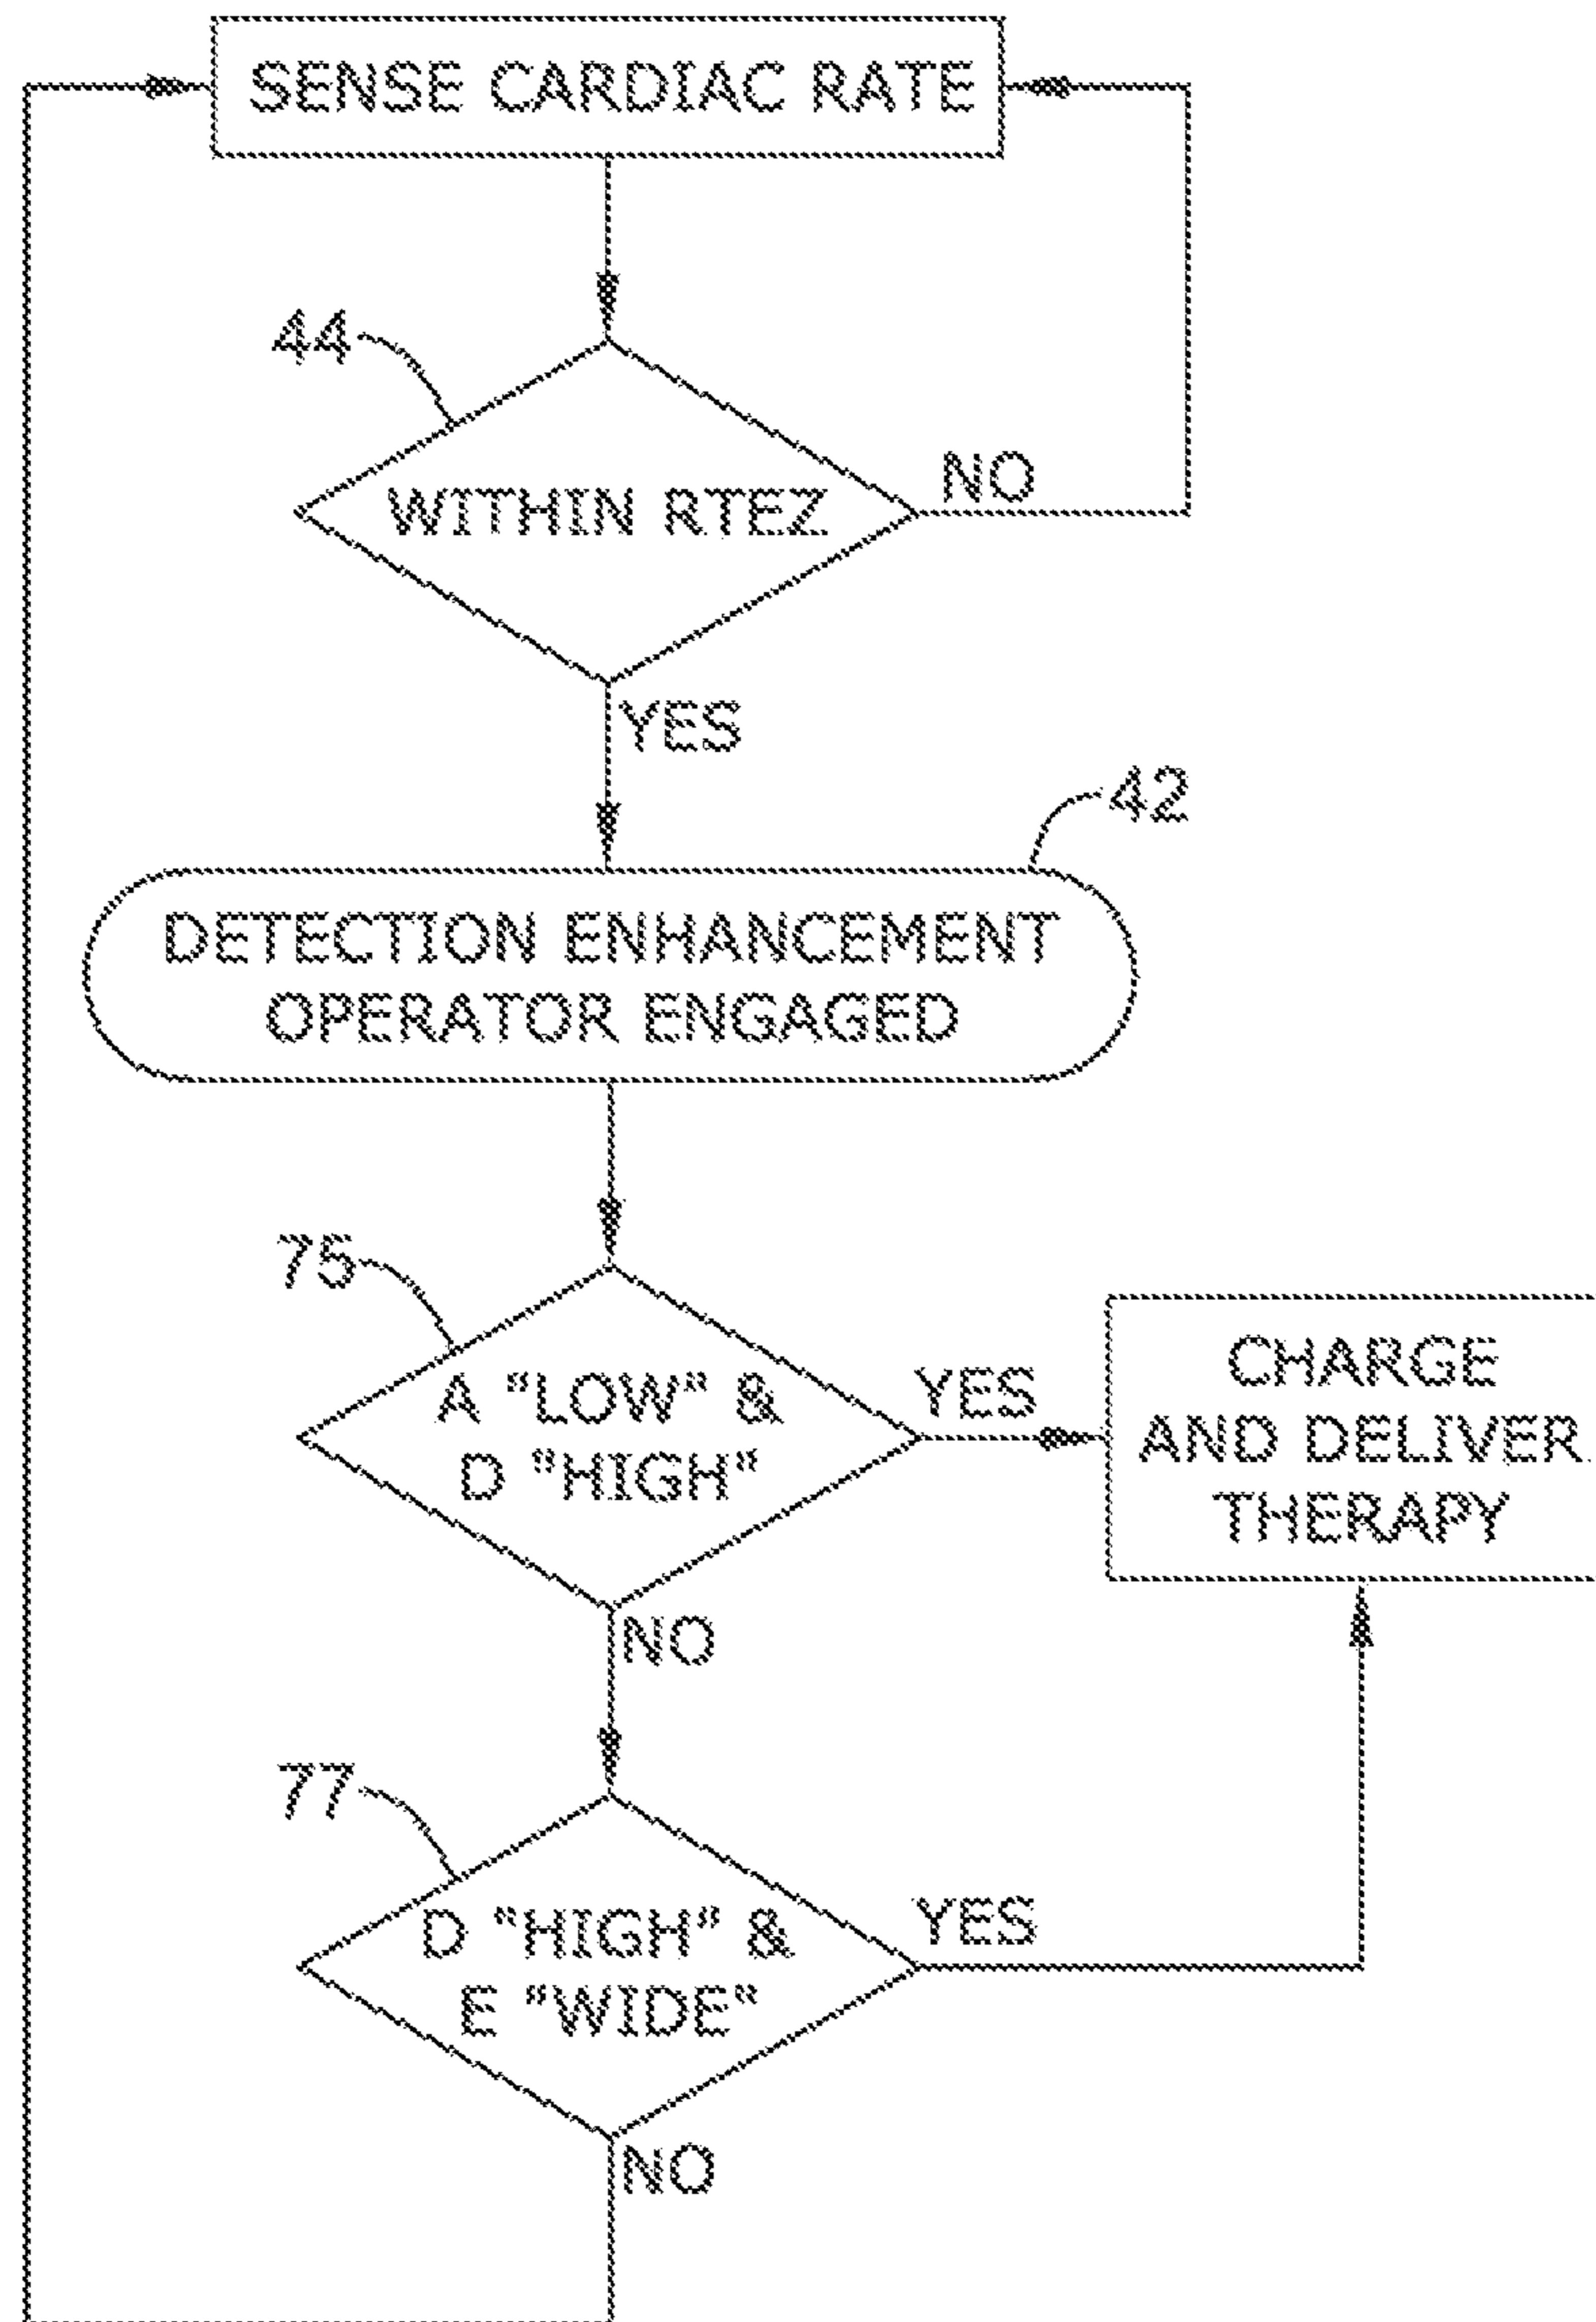 SENSE CARDIAC RATE
44
WITHIN RTEZ
NO
YES
42
DETECTION ENHANCEMENT
OPERATOR ENGAGED
75
A "LOW" &
D "HIGH"
YES
CHARGE
AND DELIVER
THERAPY
NO
77
D "HIGH" &
E "WIDE"
YES
NO